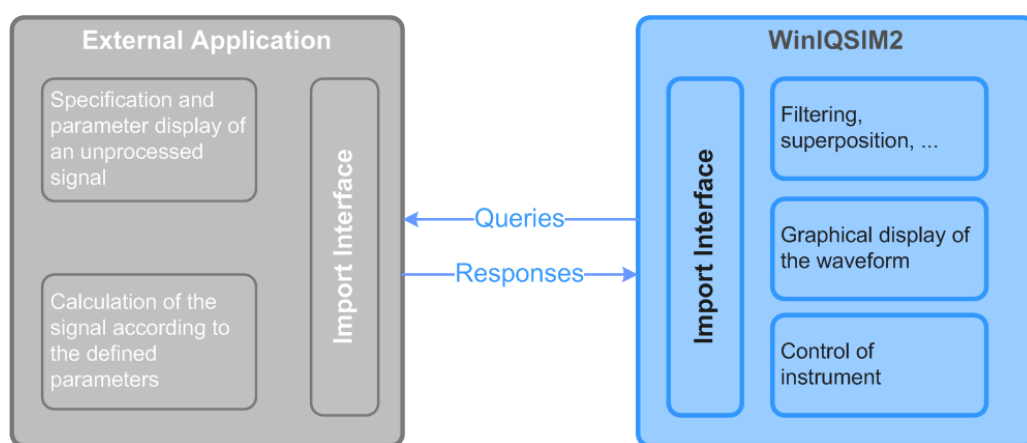 External Application
Specification and
parameter display of
an unprocessed
signal
Calculation of the
signal according to
the defined
parameters
Import Interface
Queries
Responses
WinIQSIM2
Import Interface
Filtering,
superposition, ...
Graphical display of
the waveform
Control of
instrument